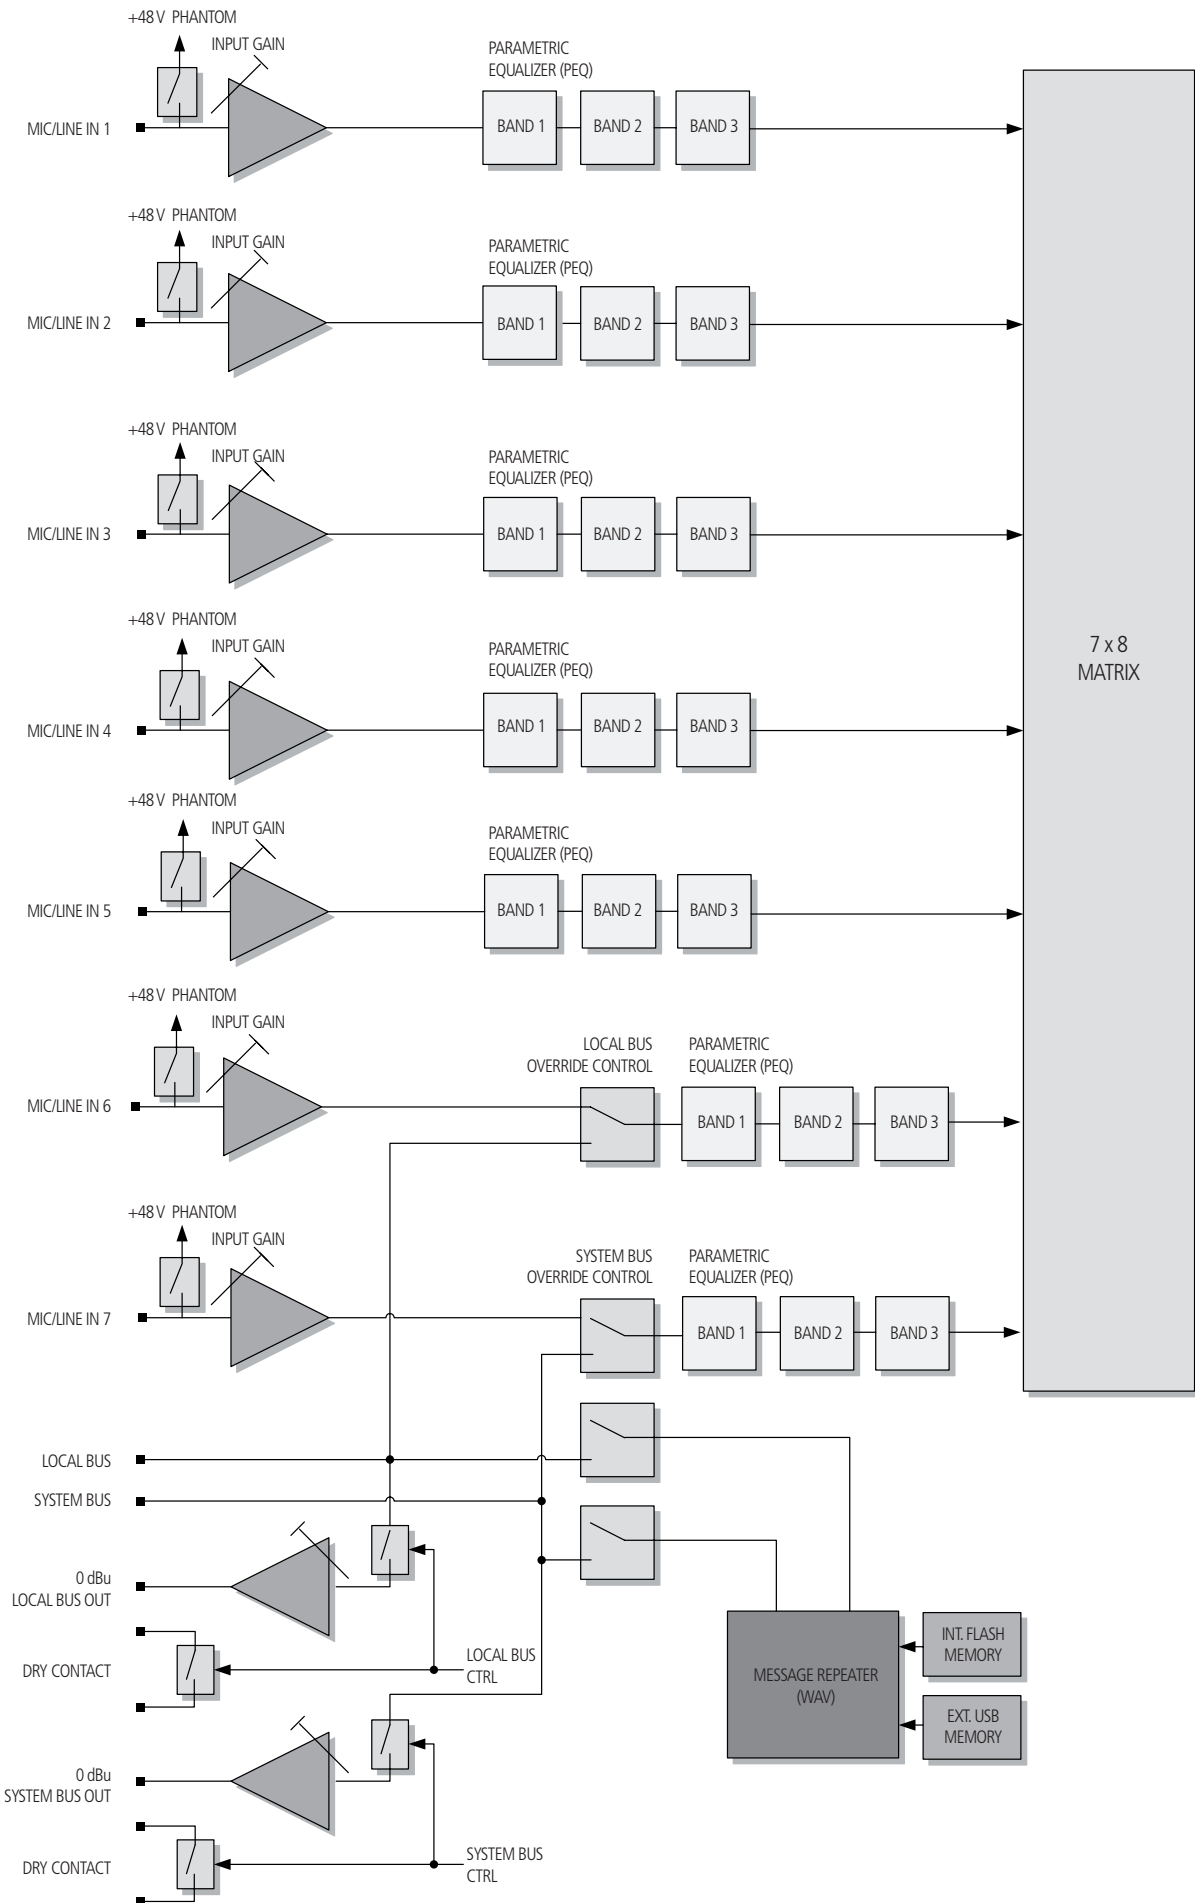 +48 V PHANTOM
INPUT GAIN
PARAMETRIC
EQUALIZER (PEQ)
MIC/LINE IN 1
BAND 1
BAND 2
BAND 3
+48 V PHANTOM
INPUT GAIN
PARAMETRIC
EQUALIZER (PEQ)
MIC/LINE IN 2
BAND 1
BAND 2
BAND 3
+48 V PHANTOM
INPUT GAIN
PARAMETRIC
EQUALIZER (PEQ)
MIC/LINE IN 3
BAND 1
BAND 2
BAND 3
+48 V PHANTOM
INPUT GAIN
PARAMETRIC
EQUALIZER (PEQ)
7 x 8
MATRIX
MIC/LINE IN 4
BAND 1
BAND 2
BAND 3
+48 V PHANTOM
INPUT GAIN
PARAMETRIC
EQUALIZER (PEQ)
MIC/LINE IN 5
BAND 1
BAND 2
BAND 3
+48 V PHANTOM
INPUT GAIN
LOCAL BUS
OVERRIDE CONTROL
PARAMETRIC
EQUALIZER (PEQ)
MIC/LINE IN 6
BAND 1
BAND 2
BAND 3
+48 V PHANTOM
INPUT GAIN
SYSTEM BUS
OVERRIDE CONTROL
PARAMETRIC
EQUALIZER (PEQ)
MIC/LINE IN 7
BAND 1
BAND 2
BAND 3
LOCAL BUS
SYSTEM BUS
0 dBu
LOCAL BUS OUT
DRY CONTACT
LOCAL BUS
CTRL
MESSAGE REPEATER
(WAV)
INT. FLASH
MEMORY
EXT. USB
MEMORY
0 dBu
SYSTEM BUS OUT
DRY CONTACT
SYSTEM BUS
CTRL